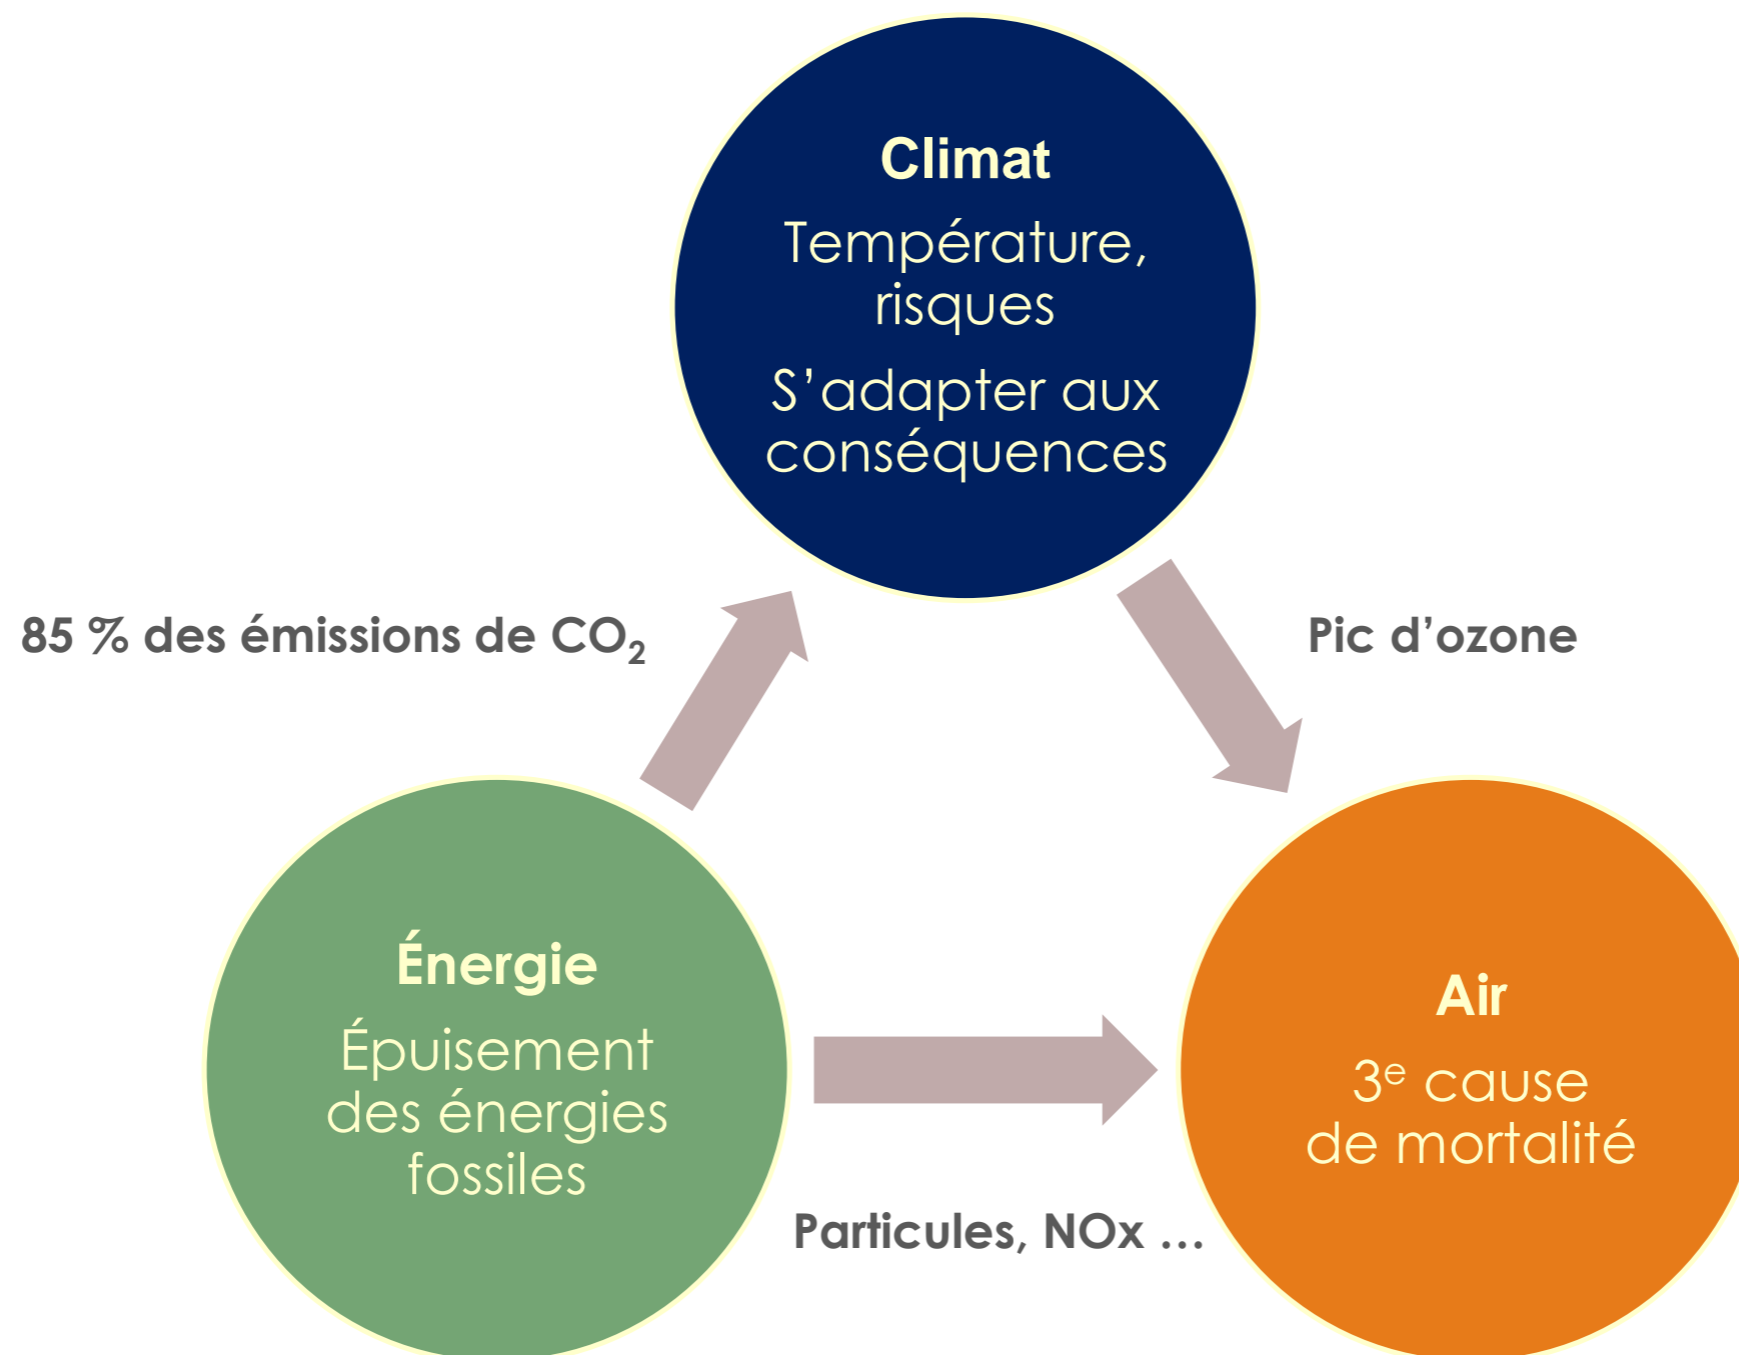 Climat
Température,
risques
S’adapter aux
conséquences
85 % des émissions de CO₂
Pic d’ozone
Énergie
Épuisement
des énergies
fossiles
Air
3ᵉ cause
de mortalité
Particules, NOx …